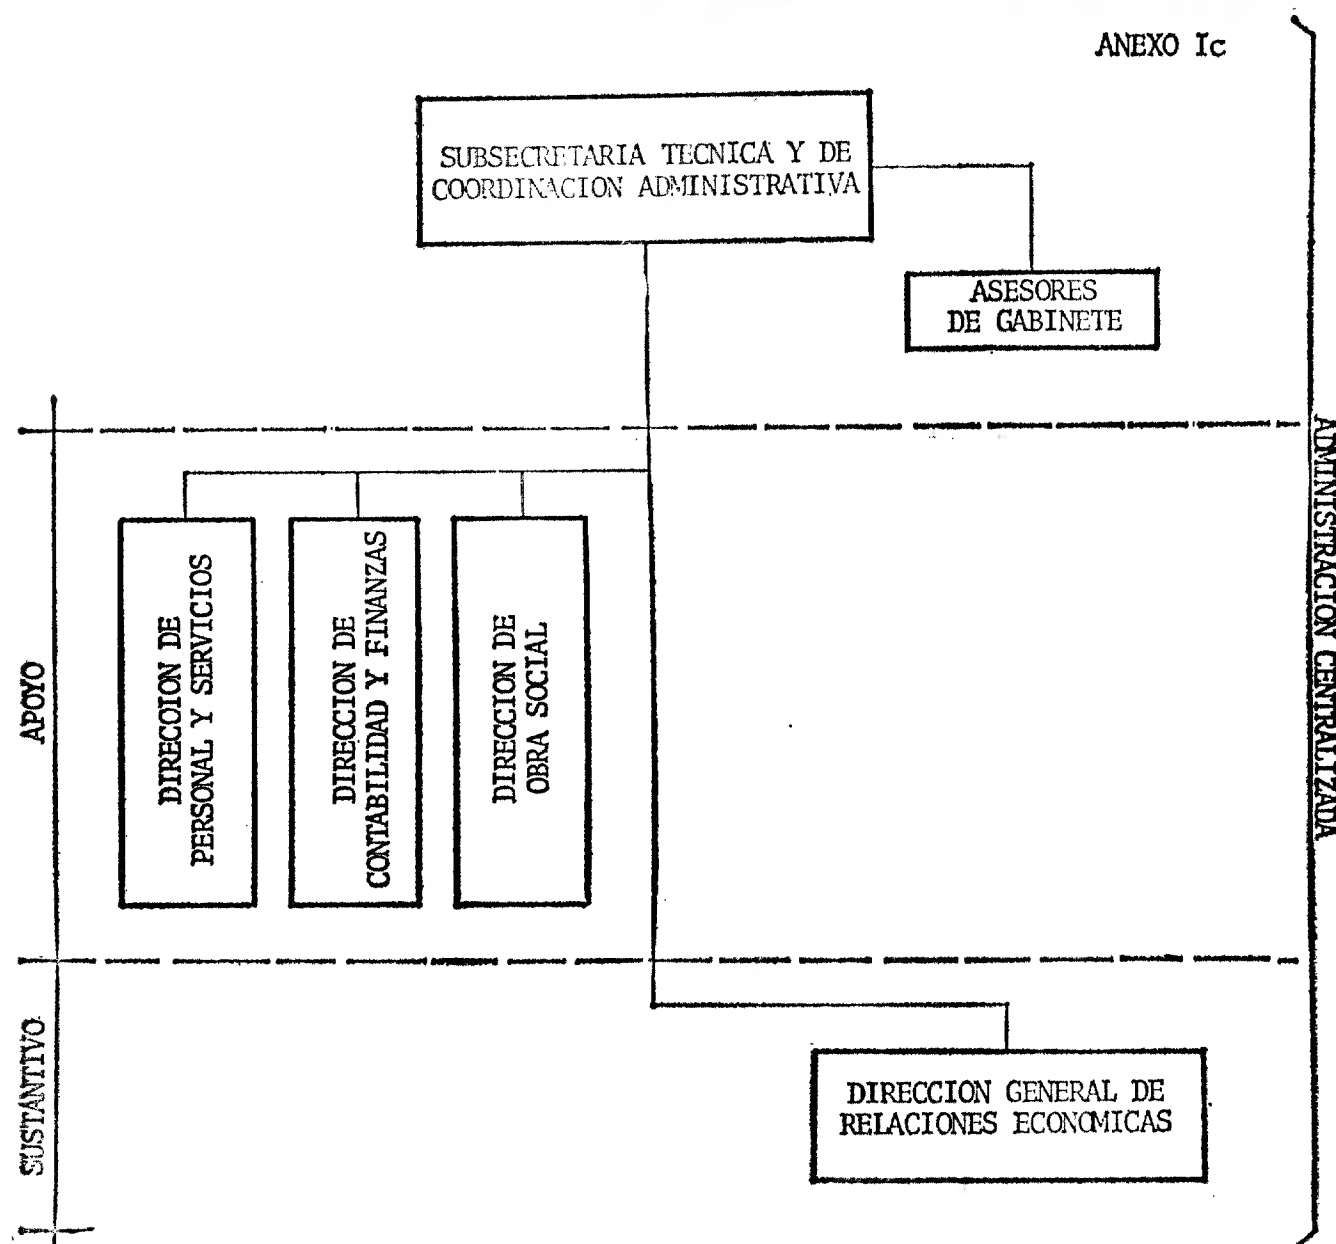 ANEXO Ic
SUBSECRETARIA TECNICA Y DE
COORDINACION ADMINISTRATIVA
ASESORES
DE GABINETE
ADMINISTRACION CENTRALIZADA
APOYO
DIRECCION DE
PERSONAL Y SERVICIOS
DIRECCION DE
CONTABILIDAD Y FINANZAS
DIRECCION DE
OBRA SOCIAL
SUSTANTIVO
DIRECCION GENERAL DE
RELACIONES ECONOMICAS